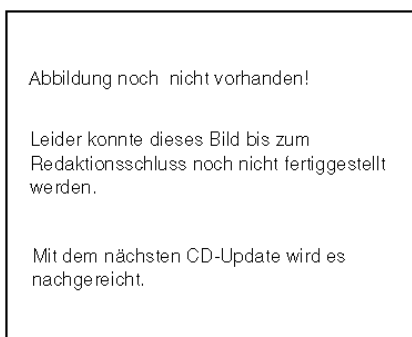 Abbildung noch nicht vorhanden!
Leider konnte dieses Bild bis zum
Redaktionsschluss noch nicht fertiggestellt
werden.
Mit dem nächsten CD-Update wird es
nachgereicht.